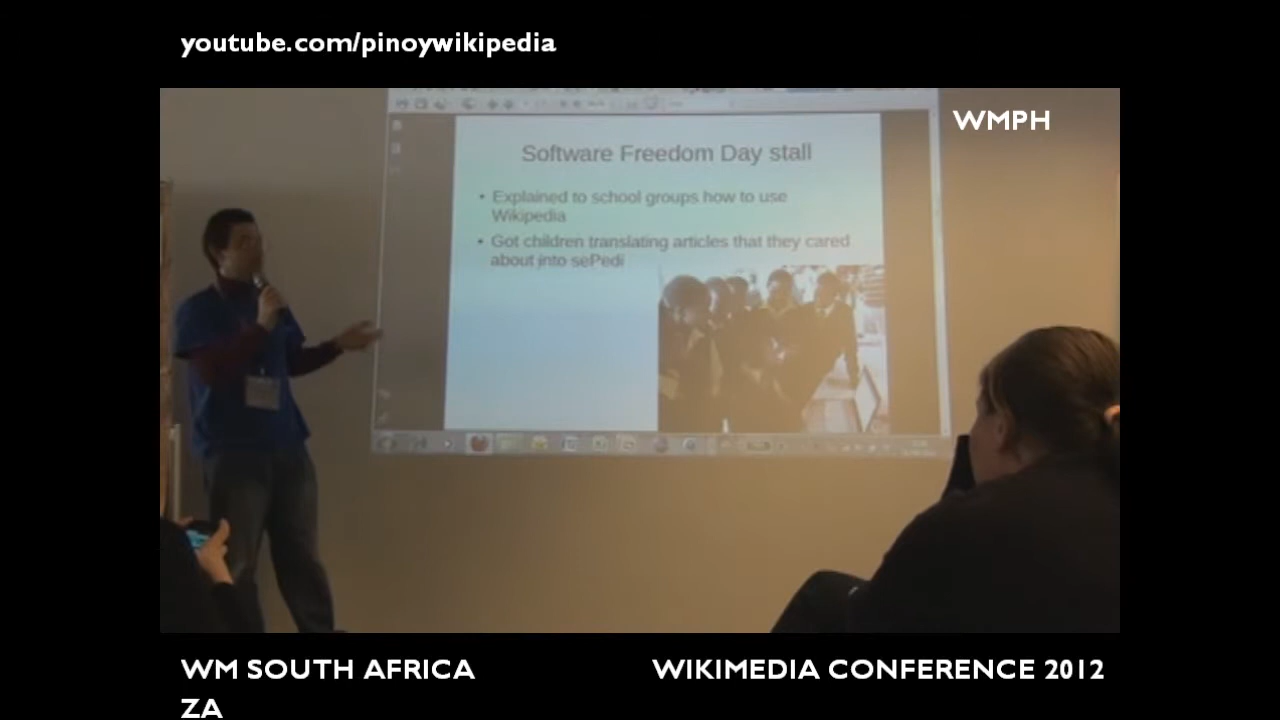 youtube.com/pinoywikipedia
WMPH
Software Freedom Day stall
• Explained to school groups how to use
Wikipedia
• Got children translating articles that they cared
about into sePedi
WM SOUTH AFRICA
ZA
WIKIMEDIA CONFERENCE 2012